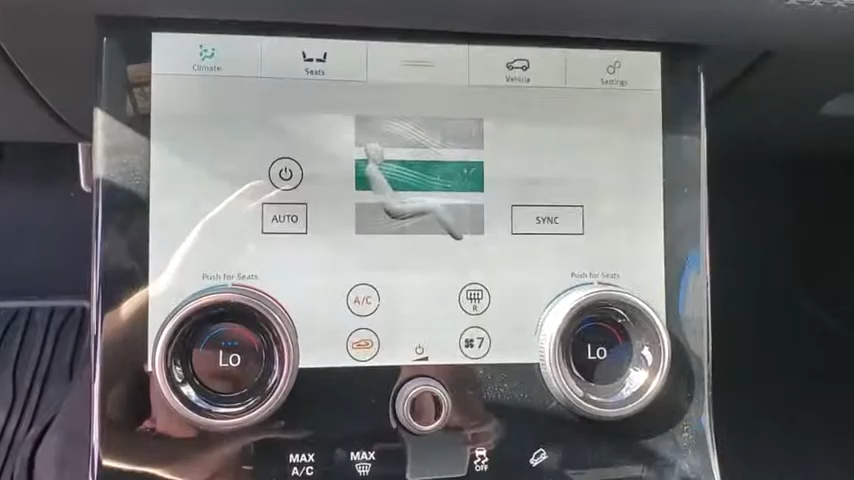 Climate
Seats
Vehicle
Settings
AUTO
SYNC
Push for Seats
Push for Seats
A/C
R
7
Lo
Lo
MAX
A/C
MAX
OFF